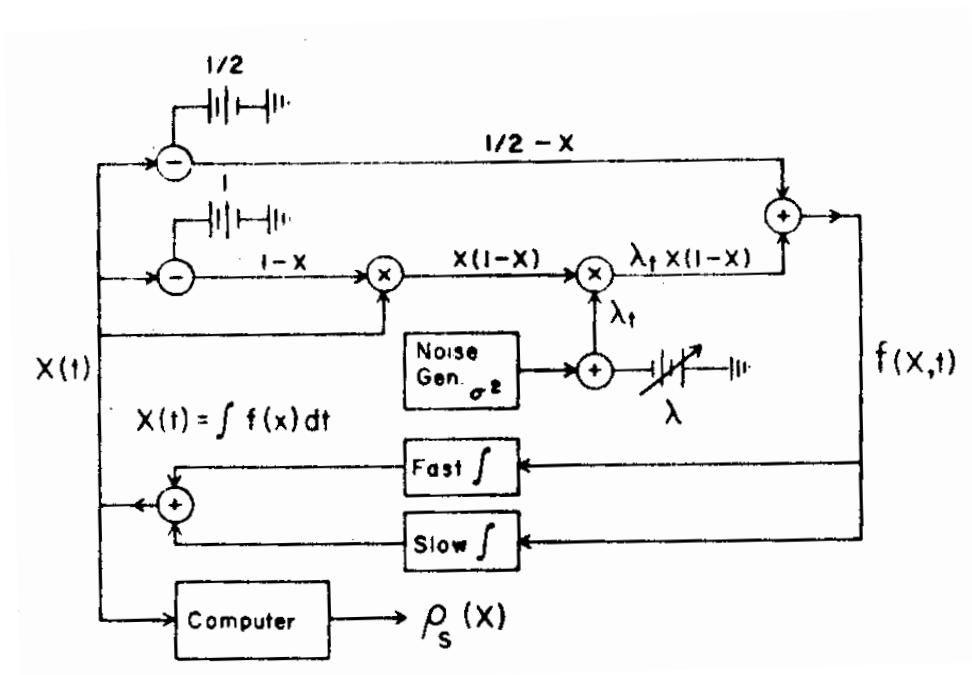 1/2
−
1/2 − X
1
+
−
1−X
×
X(1−X)
×
λₜ X(1−X)
λₜ
X(t)
Noise
Gen. σ²
+
λ
f(X,t)
X(t) = ∫ f(x) dt
Fast ∫
+
Slow ∫
Computer
ρₛ (X)